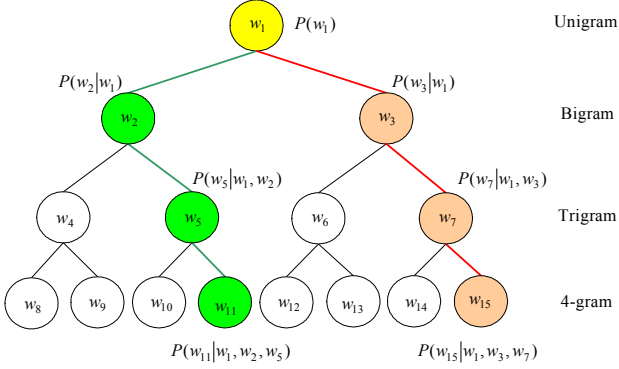 w₁ P(w₁) Unigram
P(w₂|w₁) P(w₃|w₁)
w₂ w₃ Bigram
P(w₅|w₁, w₂) P(w₇|w₁, w₃)
w₄ w₅ w₆ w₇ Trigram
w₈ w₉ w₁₀ w₁₁ w₁₂ w₁₃ w₁₄ w₁₅ 4-gram
P(w₁₁|w₁, w₂, w₅) P(w₁₅|w₁, w₃, w₇)